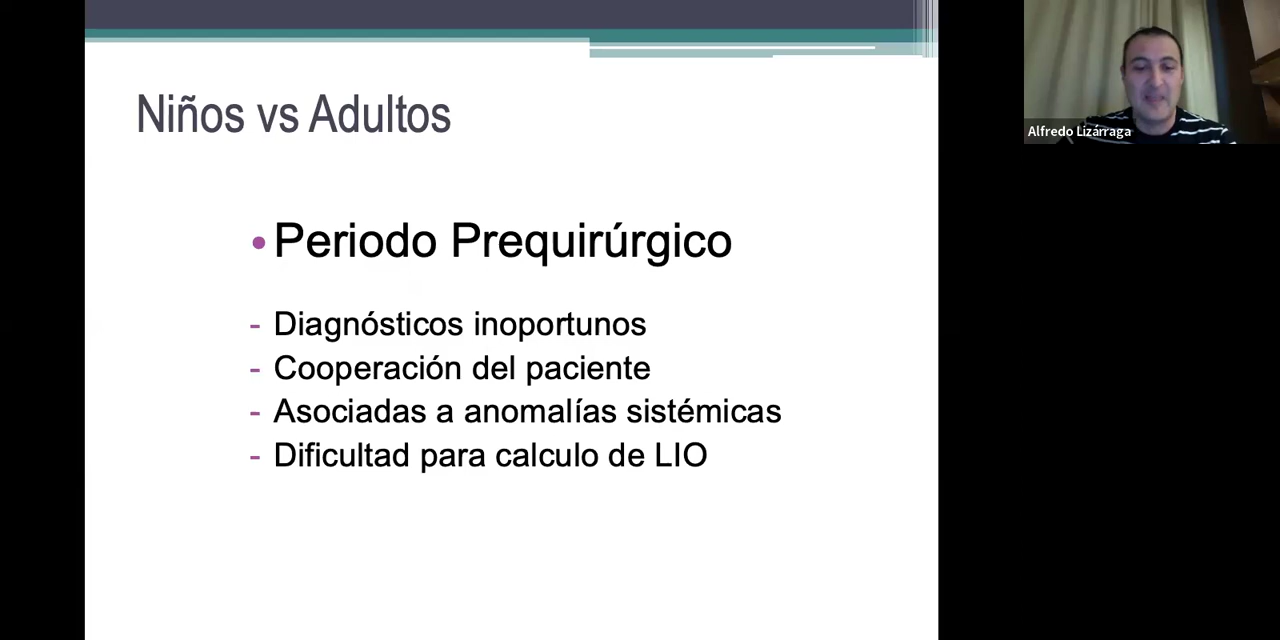 Niños vs Adultos
•Periodo Prequirúrgico
- Diagnósticos inoportunos
- Cooperación del paciente
- Asociadas a anomalías sistémicas
- Dificultad para calculo de LIO
Alfredo Lizárraga